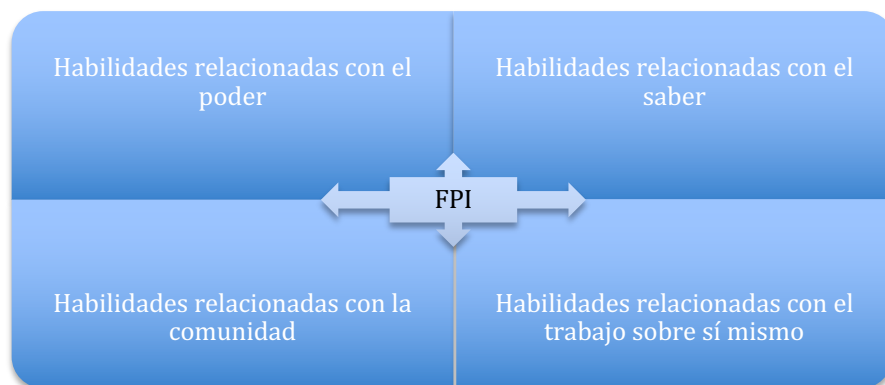 Habilidades relacionadas con el
poder
Habilidades relacionadas con el
saber
FPI
Habilidades relacionadas con la
comunidad
Habilidades relacionadas con el
trabajo sobre sí mismo